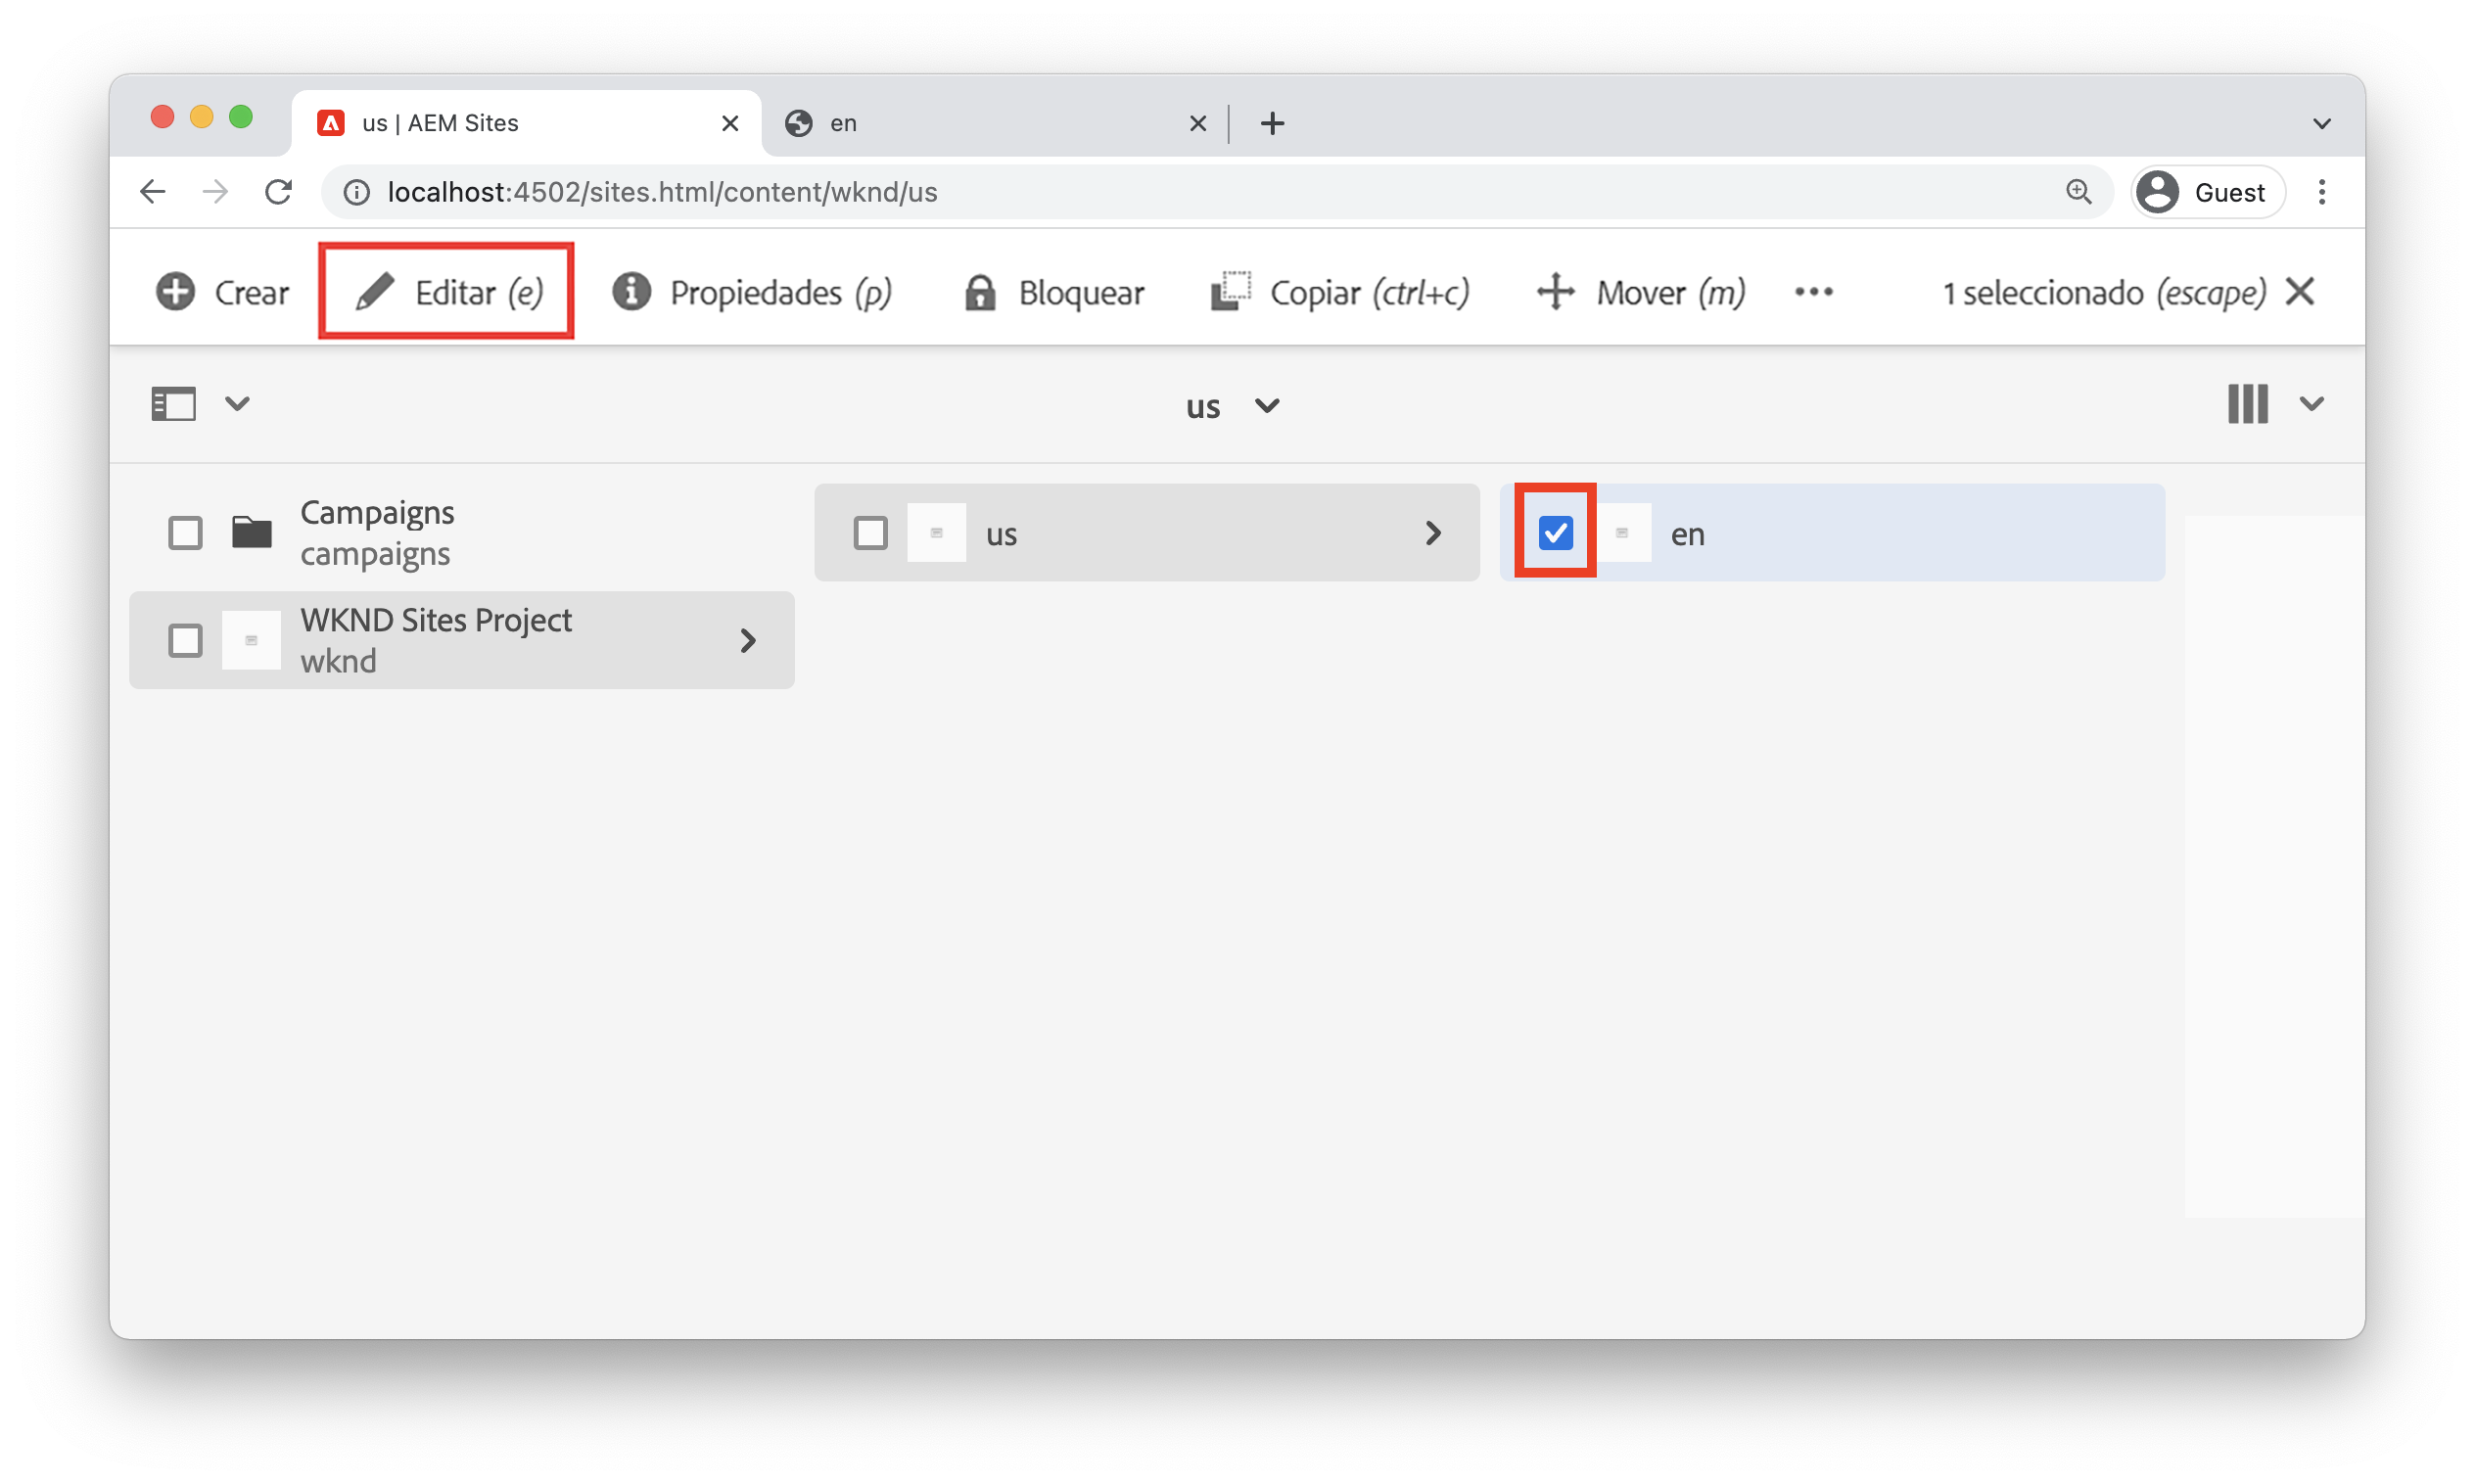 us | AEM Sites
en
localhost:4502/sites.html/content/wknd/us
Guest
Crear
Editar (e)
Propiedades (p)
Bloquear
Copiar (ctrl+c)
Mover (m)
1 seleccionado (escape)
us
Campaigns
campaigns
WKND Sites Project
wknd
us
en